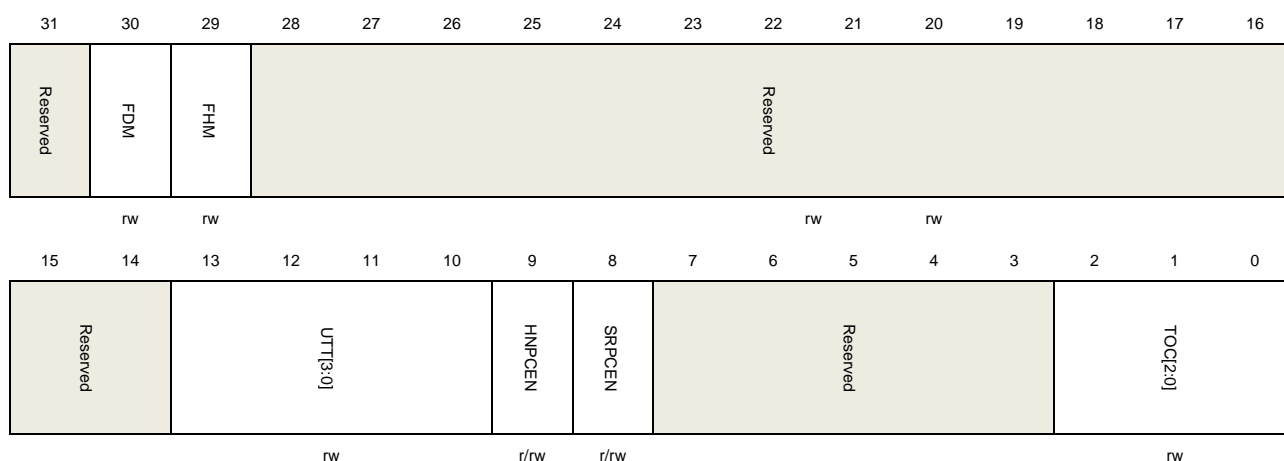 31 30 29 28 27 26 25 24 23 22 21 20 19 18 17 16
Reserved FDM FHM Reserved
rw rw rw rw
15 14 13 12 11 10 9 8 7 6 5 4 3 2 1 0
Reserved UTT[3:0] HNPCEN SRPCEN Reserved TOC[2:0]
rw r/rw r/rw rw